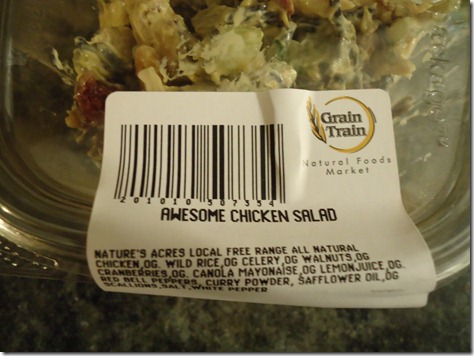 Grain
Train
Natural Foods
Market
201010 507354
AWESOME CHICKEN SALAD
NATURE'S ACRES LOCAL FREE RANGE ALL NATURAL
CHICKEN,OG. WILD RICE,OG CELERY,OG WALNUTS,OG
CRANBERRIES,OG. CANOLA MAYONAISE,OG LEMONJUICE,OG.
RED BELL PEPPERS, CURRY POWDER, SAFFLOWER OIL,OG
SCALLIONS,SALT,WHITE PEPPER